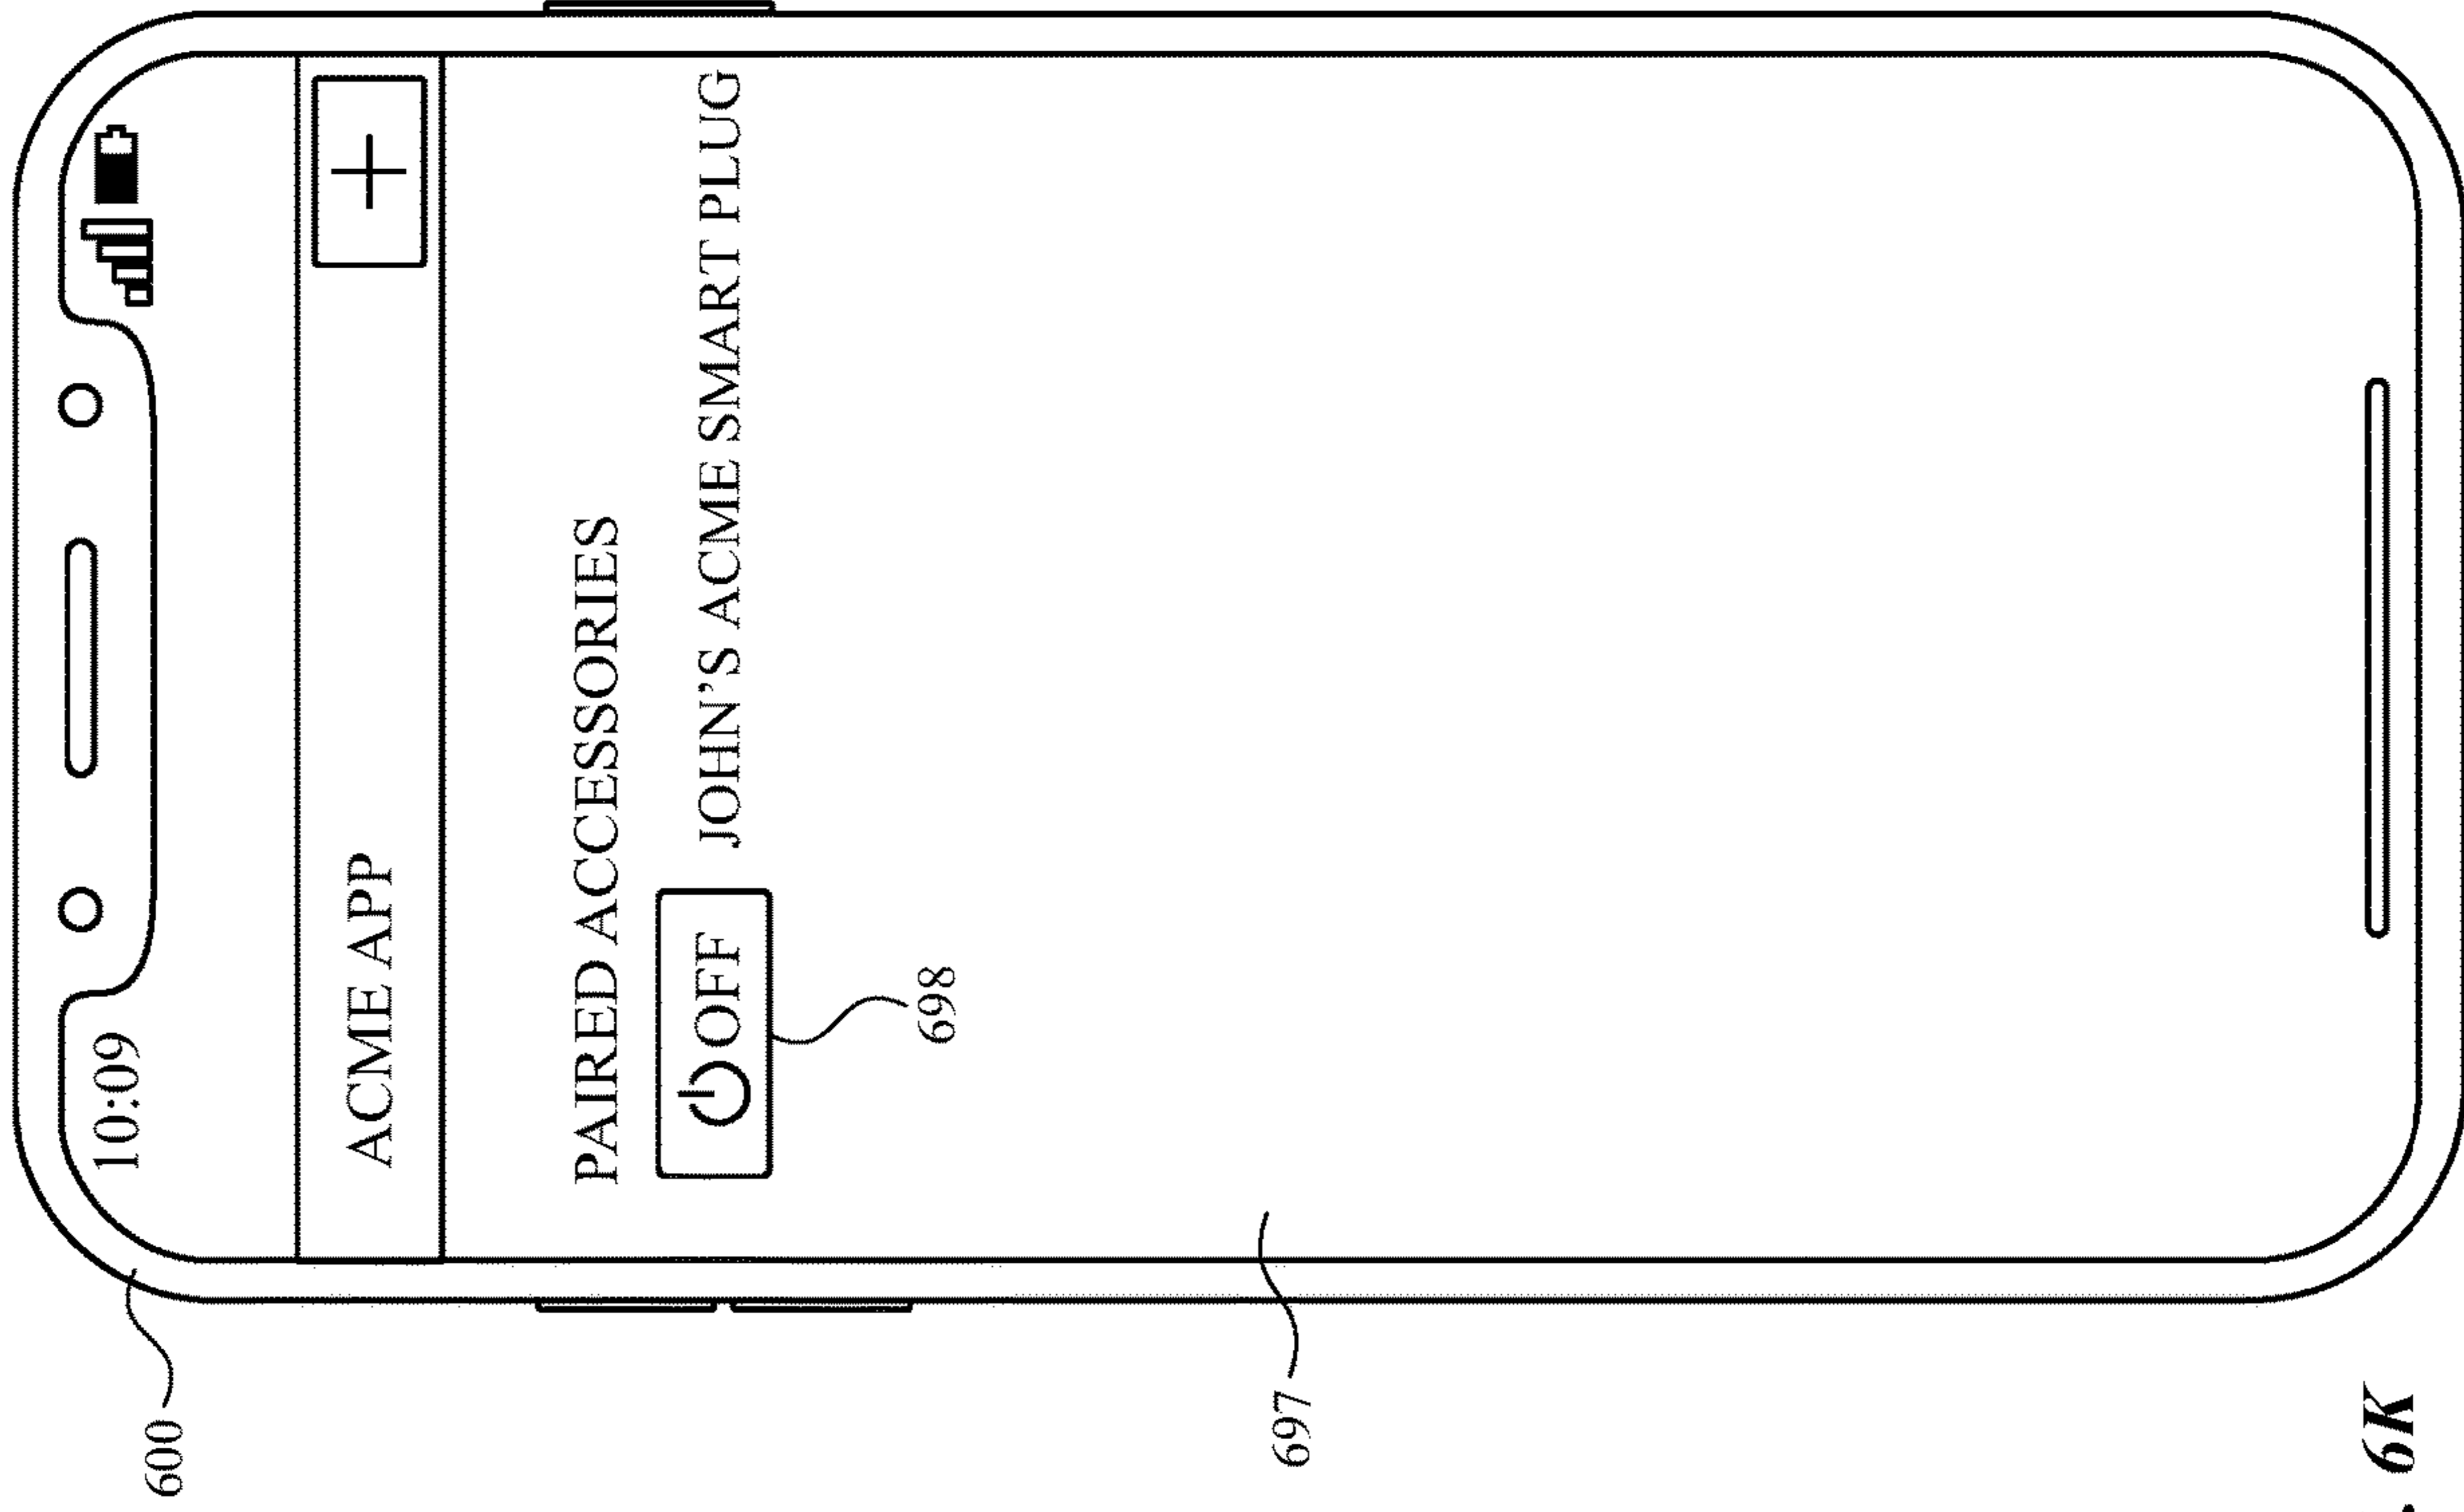 10:09
ACME APP
+
PAIRED ACCESSORIES
OFF JOHN'S ACME SMART PLUG
698
600
697
6K